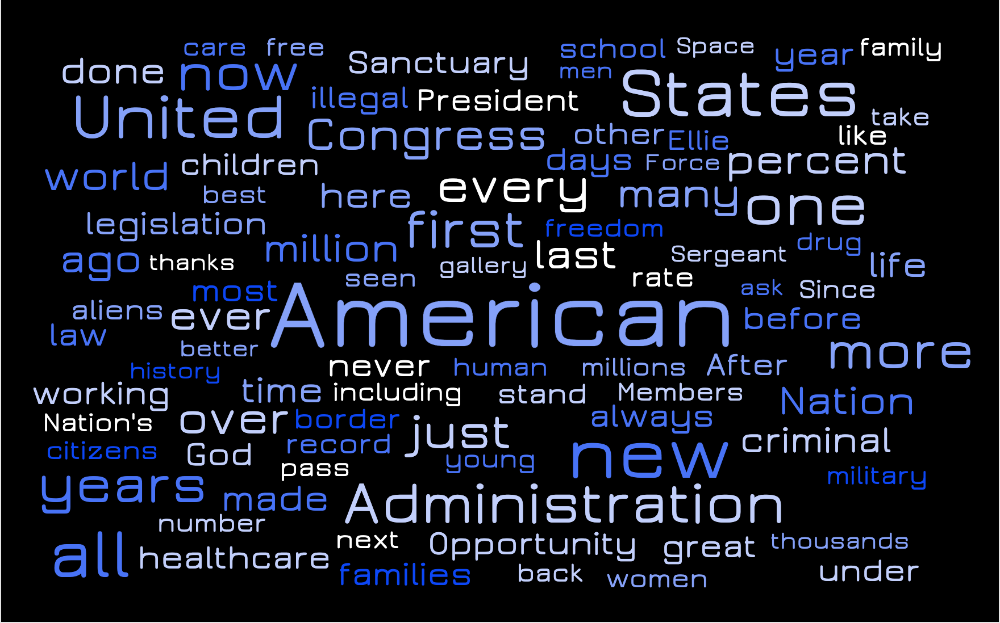 care free Sanctuary school Space year family
done now men
United illegal President States take
Congress other Ellie like
world children days Force percent
best here every many one
legislation first freedom
ago thanks million last Sergeant drug life
gallery
seen rate ask Since
most
aliens ever American before
law
better more
history never human millions After
working time including stand Members Nation
Nation's over border just always
citizens God record new criminal
pass young military
years made Administration
number
all healthcare next Opportunity great thousands
families back women under